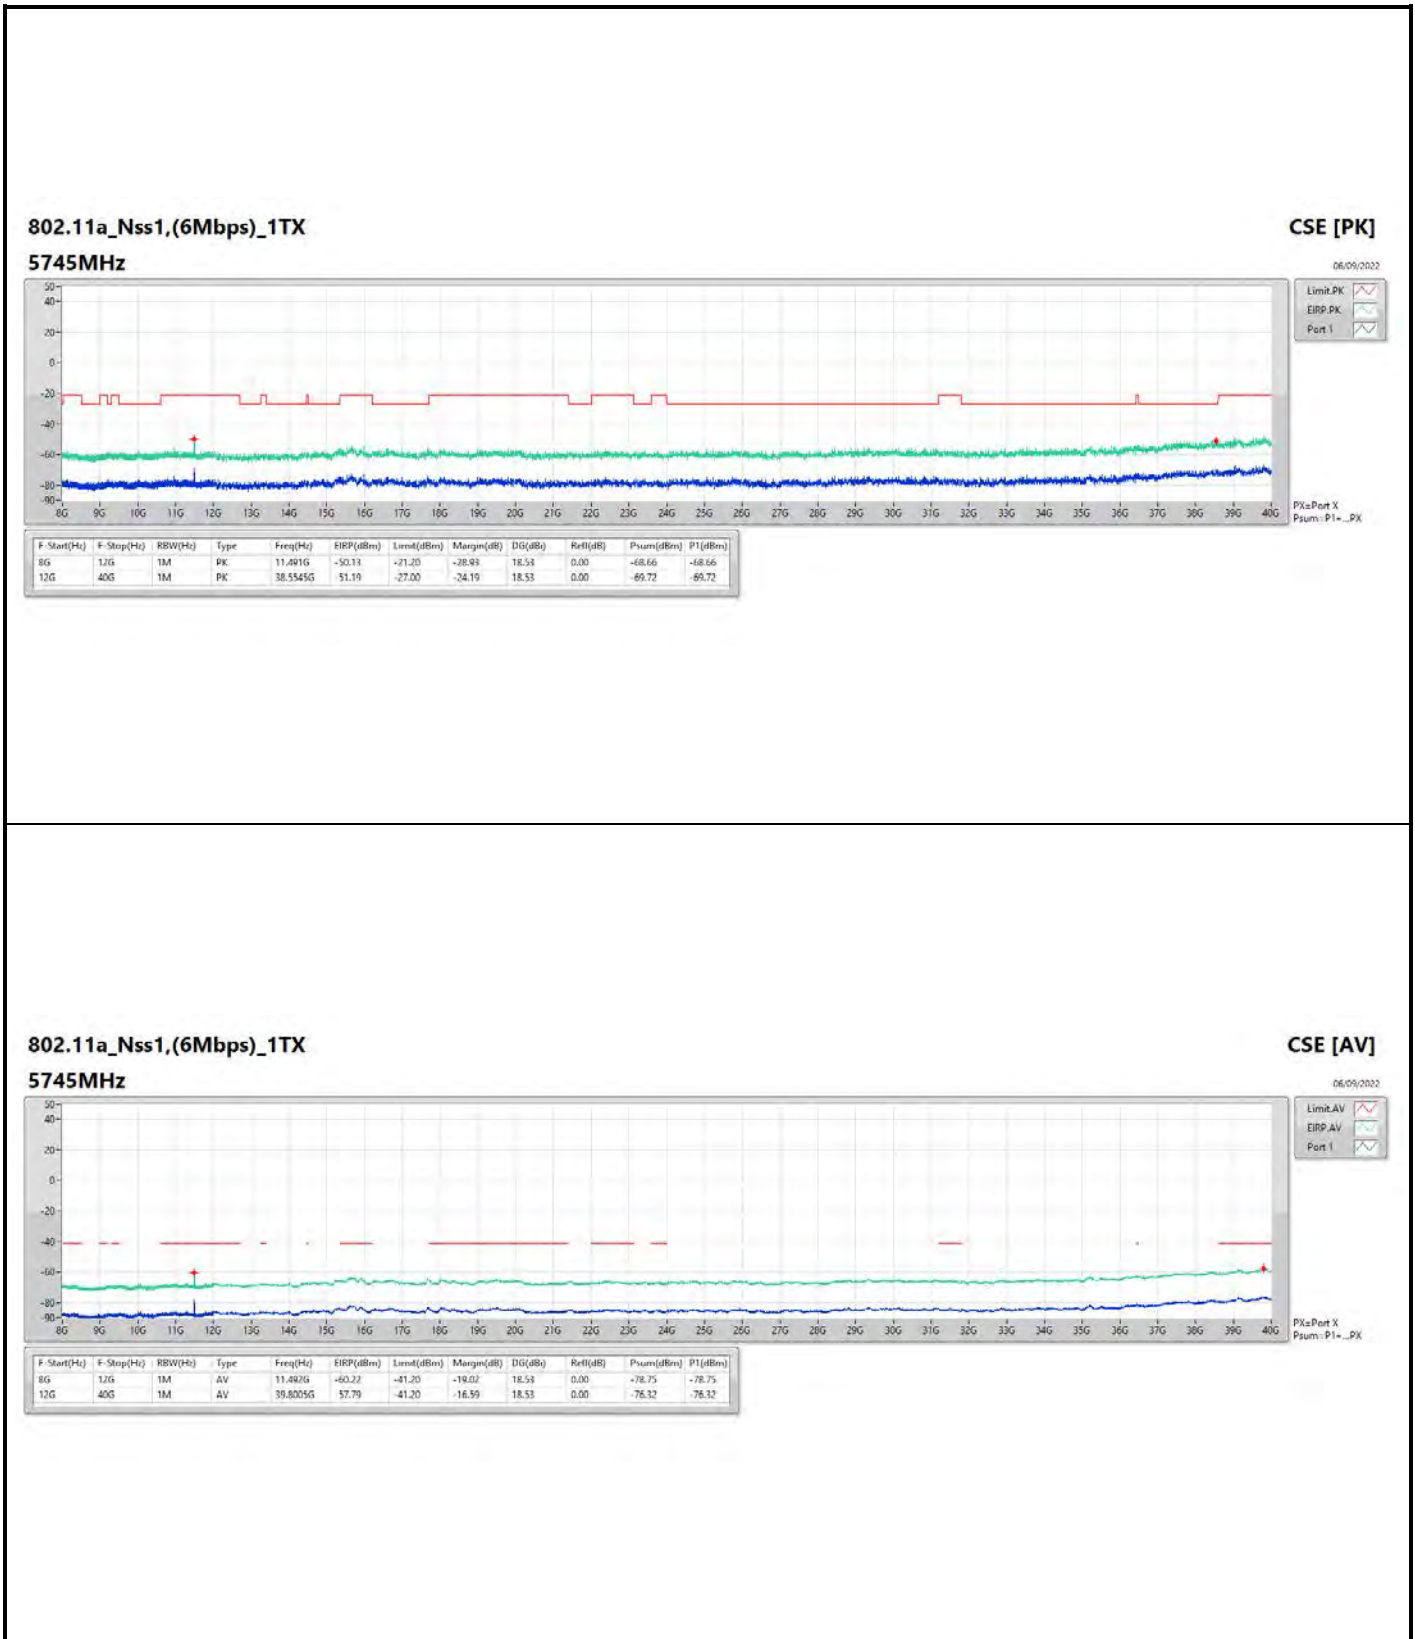 802.11a_Nss1,(6Mbps)_1TX
CSE [PK]
5745MHz
06/09/2022
50
40
20
0
-20
-40
-60
-80
-90
8G 9G 10G 11G 12G 13G 14G 15G 16G 17G 18G 19G 20G 21G 22G 23G 24G 25G 26G 27G 28G 29G 30G 31G 32G 33G 34G 35G 36G 37G 38G 39G 40G
Limit.PK
EIRP.PK
Port 1
PX=Port X
Psum=P1+...PX
F-Start(Hz) F-Stop(Hz) RBW(Hz) Type Freq(Hz) EIRP(dBm) Limit(dBm) Margin(dB) DG(dBi) Refl(dB) Psum(dBm) P1(dBm)
8G 12G 1M PK 11.491G -50.13 -21.20 -28.93 18.53 0.00 -68.66 -68.66
12G 40G 1M PK 38.5545G -51.19 -27.00 -24.19 18.53 0.00 -69.72 -69.72
802.11a_Nss1,(6Mbps)_1TX
CSE [AV]
5745MHz
06/09/2022
50
40
20
0
-20
-40
-60
-80
-90
8G 9G 10G 11G 12G 13G 14G 15G 16G 17G 18G 19G 20G 21G 22G 23G 24G 25G 26G 27G 28G 29G 30G 31G 32G 33G 34G 35G 36G 37G 38G 39G 40G
Limit.AV
EIRP.AV
Port 1
PX=Port X
Psum=P1+...PX
F-Start(Hz) F-Stop(Hz) RBW(Hz) Type Freq(Hz) EIRP(dBm) Limit(dBm) Margin(dB) DG(dBi) Refl(dB) Psum(dBm) P1(dBm)
8G 12G 1M AV 11.492G -60.22 -41.20 -19.02 18.53 0.00 -78.75 -78.75
12G 40G 1M AV 39.8005G -57.79 -41.20 -16.59 18.53 0.00 -76.32 -76.32